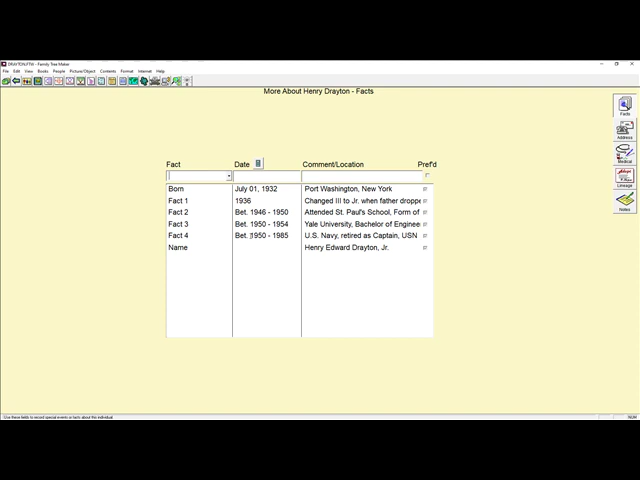 DRAYTON.FTW - Family Tree Maker
File Edit View Books People Picture/Object Contents Format Internet Help
More About Henry Drayton - Facts
Facts
Address
Medical
Lineage
Notes
Fact Date Comment/Location Pref'd
Born July 01, 1932 Port Washington, New York
Fact 1 1936 Changed III to Jr. when father droppe
Fact 2 Bet. 1946 - 1950 Attended St. Paul's School, Form of
Fact 3 Bet. 1950 - 1954 Yale University, Bachelor of Enginee
Fact 4 Bet. 1950 - 1985 U.S. Navy, retired as Captain, USN
Name Henry Edward Drayton, Jr.
Use these fields to record special events or facts about this individual
NUM